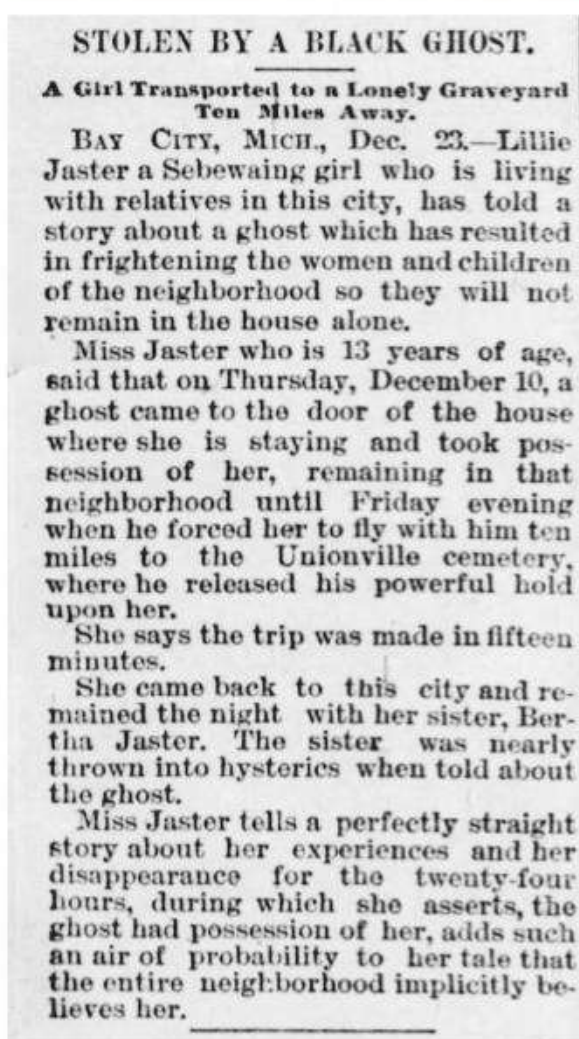 STOLEN BY A BLACK GHOST.
A Girl Transported to a Lonely Graveyard
Ten Miles Away.
BAY CITY, MICH., Dec. 23.—Lillie
Jaster a Sebewaing girl who is living
with relatives in this city, has told a
story about a ghost which has resulted
in frightening the women and children
of the neighborhood so they will not
remain in the house alone.
Miss Jaster who is 13 years of age,
said that on Thursday, December 10, a
ghost came to the door of the house
where she is staying and took pos-
session of her, remaining in that
neighborhood until Friday evening
when he forced her to fly with him ten
miles to the Unionville cemetery,
where he released his powerful hold
upon her.
She says the trip was made in fifteen
minutes.
She came back to this city and re-
mained the night with her sister, Ber-
tha Jaster. The sister was nearly
thrown into hysterics when told about
the ghost.
Miss Jaster tells a perfectly straight
story about her experiences and her
disappearance for the twenty-four
hours, during which she asserts, the
ghost had possession of her, adds such
an air of probability to her tale that
the entire neighborhood implicitly be-
lieves her.